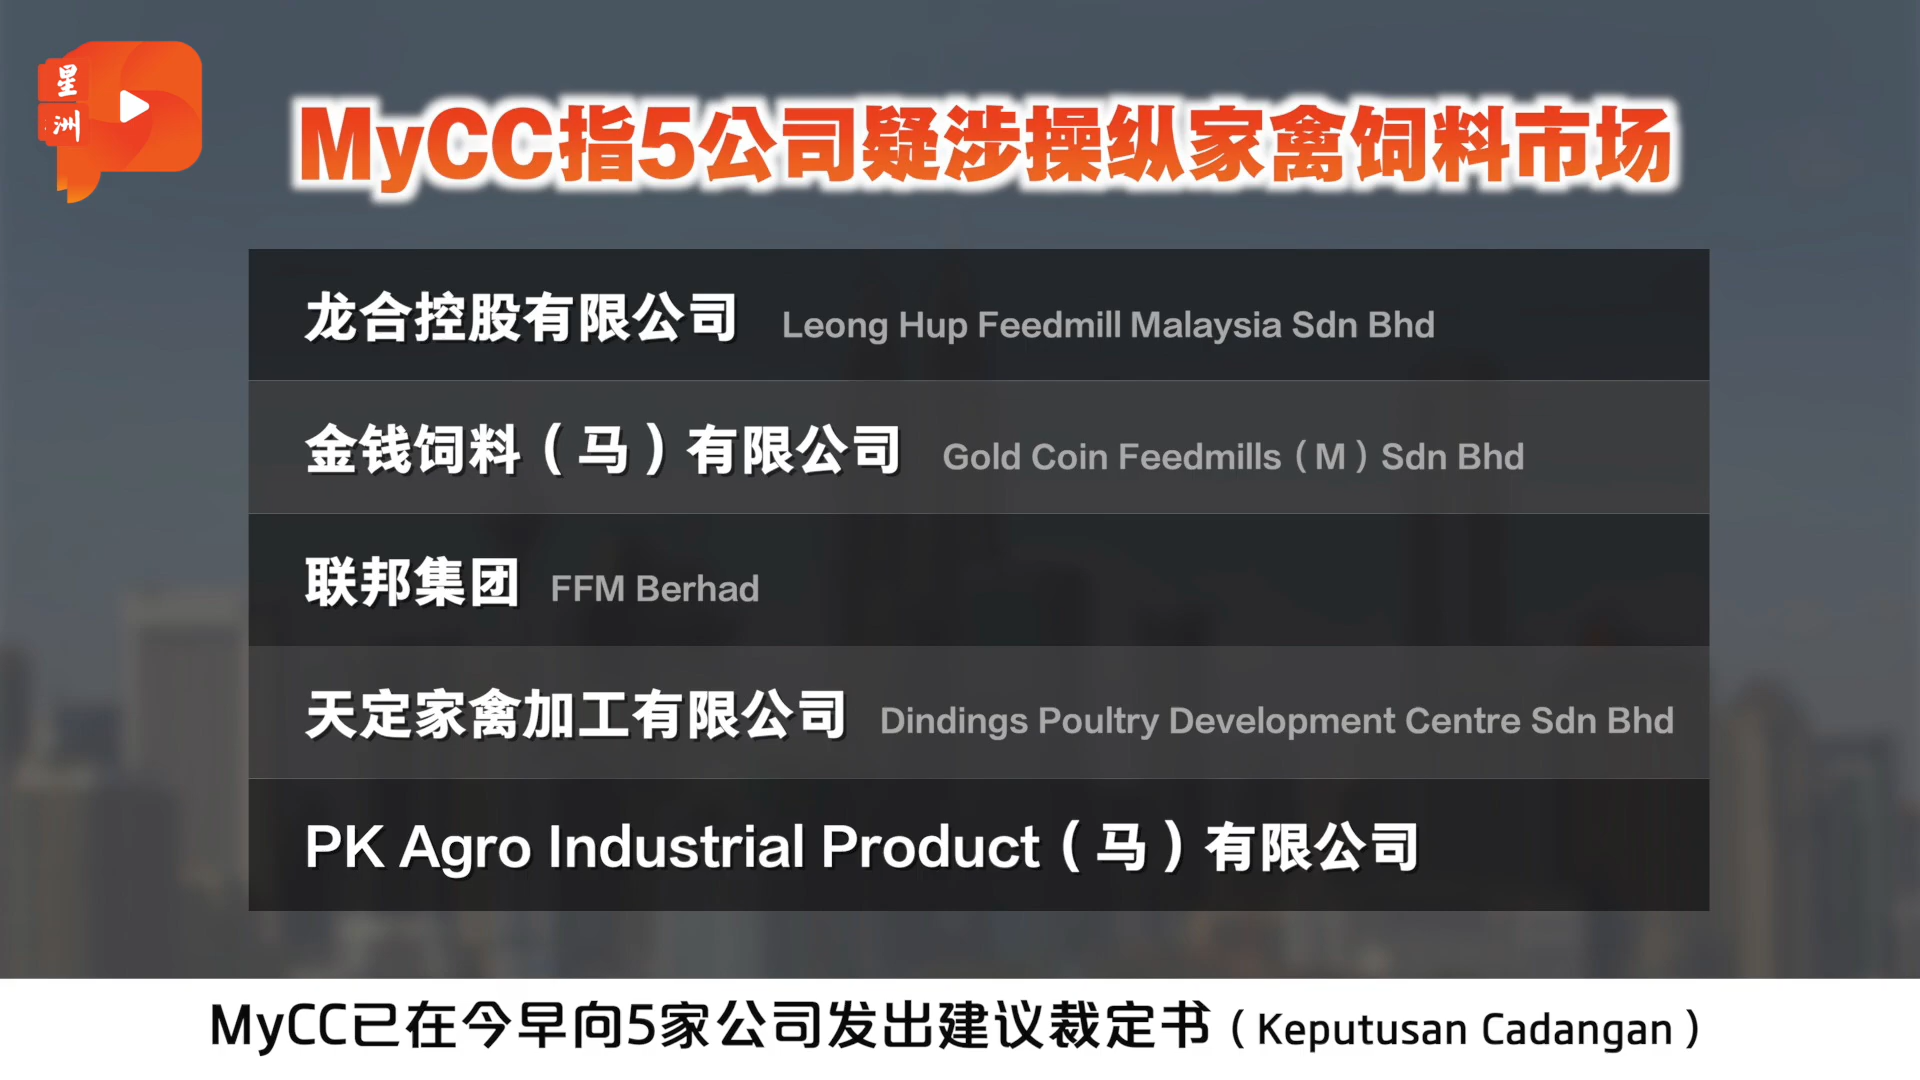 星洲
MyCC指5公司疑涉操纵家禽饲料市场
龙合控股有限公司 Leong Hup Feedmill Malaysia Sdn Bhd
金钱饲料（马）有限公司 Gold Coin Feedmills（M）Sdn Bhd
联邦集团 FFM Berhad
天定家禽加工有限公司 Dindings Poultry Development Centre Sdn Bhd
PK Agro Industrial Product（马）有限公司
MyCC已在今早向5家公司发出建议裁定书（Keputusan Cadangan）